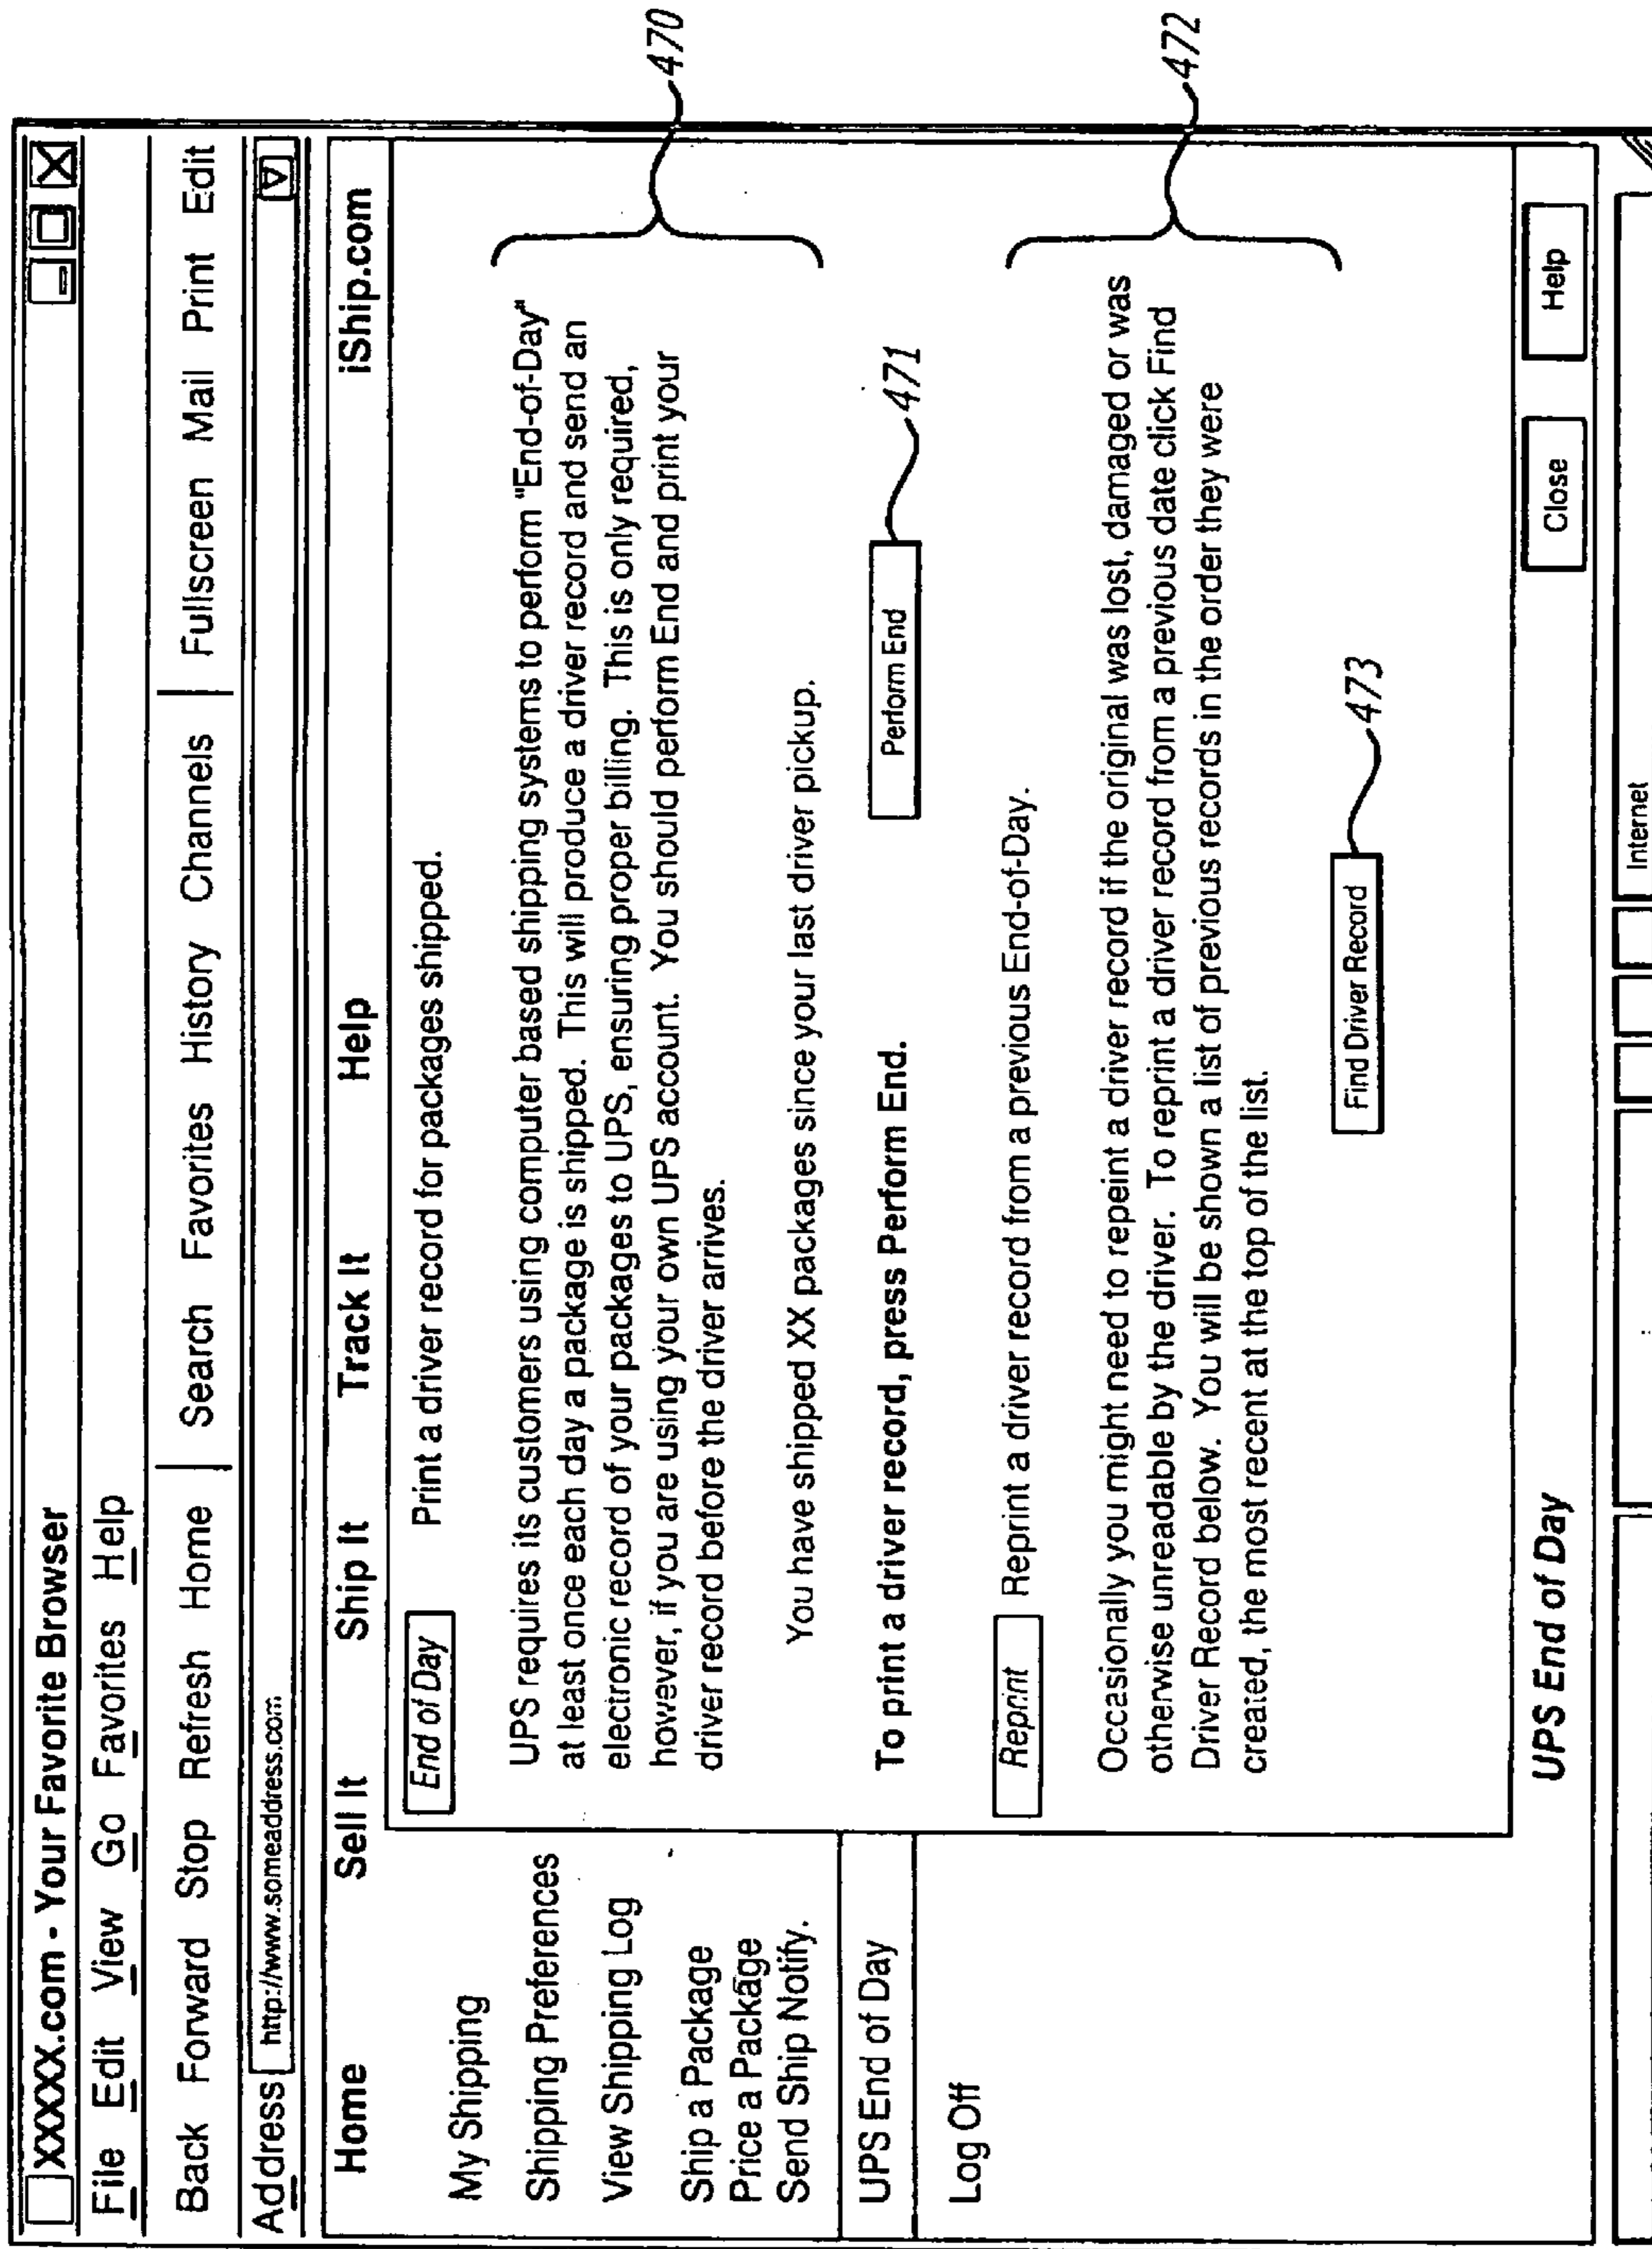 XXXXX.com - Your Favorite Browser
File Edit View Go Favorites Help
Back Forward Stop Refresh Home Search Favorites History Channels Fullscreen Mail Print Edit
Address http://www.someaddress.com
Home Sell It Ship It Track It Help iShip.com
My Shipping
Shipping Preferences
View Shipping Log
Ship a Package
Price a Package
Send Ship Notify.
UPS End of Day
Log Off
End of Day Print a driver record for packages shipped.
UPS requires its customers using computer based shipping systems to perform "End-of-Day"
at least once each day a package is shipped. This will produce a driver record and send an
electronic record of your packages to UPS, ensuring proper billing. This is only required,
however, if you are using your own UPS account. You should perform End and print your
driver record before the driver arrives.
470
You have shipped XX packages since your last driver pickup.
To print a driver record, press Perform End.
Perform End
471
Reprint Reprint a driver record from a previous End-of-Day.
Occasionally you might need to repeint a driver record if the original was lost, damaged or was
otherwise unreadable by the driver. To reprint a driver record from a previous date click Find
Driver Record below. You will be shown a list of previous records in the order they were
created, the most recent at the top of the list.
472
Find Driver Record
473
UPS End of Day
Close Help
Internet